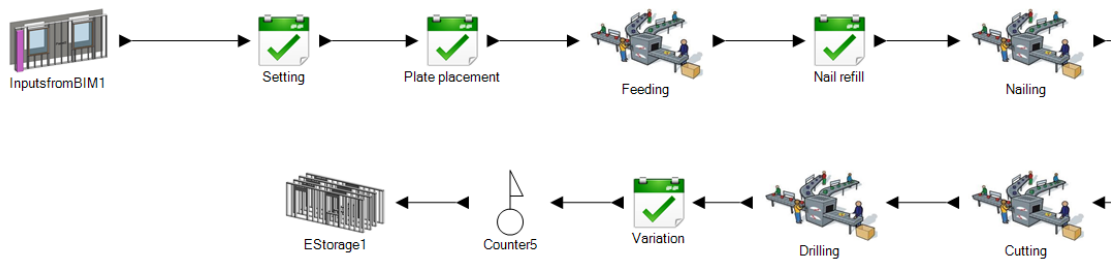 InputsfromBIM1
Setting
Plate placement
Feeding
Nail refill
Nailing
EStorage1
Counter5
Variation
Drilling
Cutting